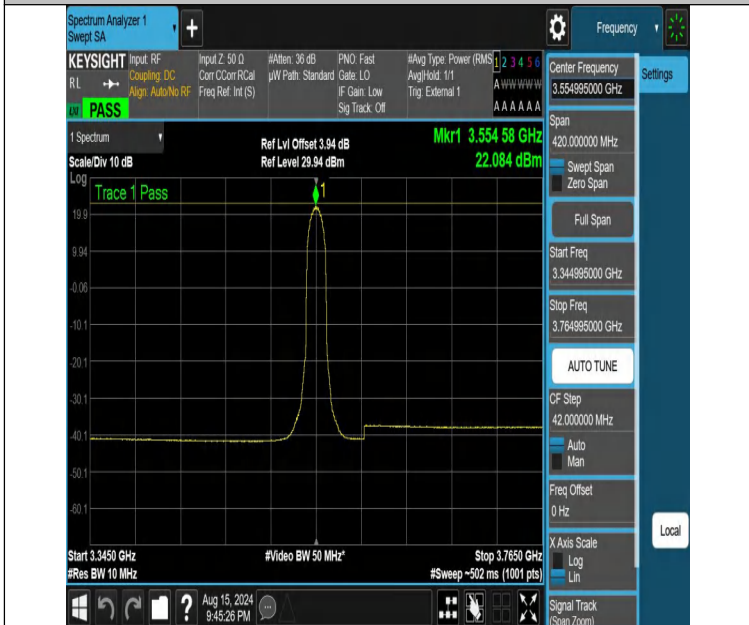 Spectrum Analyzer 1
Swept SA
+
Frequency
KEYSIGHT
RL
PASS
Input: RF
Coupling: DC
Align: Auto/No RF
Input Z: 50 Ω
Corr CCorr RCal
Freq Ref: Int (S)
#Atten: 36 dB
µW Path: Standard
PNO: Fast
Gate: LO
IF Gain: Low
Sig Track: Off
#Avg Type: Power (RMS
Avg|Hold: 1/1
Trig: External 1
1 2 3 4 5 6
A W W W W W
A A A A A A
1 Spectrum
Scale/Div 10 dB
Ref Lvl Offset 3.94 dB
Ref Level 29.94 dBm
Mkr1 3.554 58 GHz
22.084 dBm
Log
Trace 1 Pass
1
19.9
9.94
-0.06
-10.1
-20.1
-30.1
-40.1
-50.1
-60.1
Start 3.3450 GHz
#Res BW 10 MHz
#Video BW 50 MHz*
Stop 3.7650 GHz
#Sweep ~502 ms (1001 pts)
?
Aug 15, 2024
9:45:26 PM
Center Frequency
3.554995000 GHz
Span
420.000000 MHz
Swept Span
Zero Span
Full Span
Start Freq
3.344995000 GHz
Stop Freq
3.764995000 GHz
AUTO TUNE
CF Step
42.000000 MHz
Auto
Man
Freq Offset
0 Hz
X Axis Scale
Log
Lin
Signal Track
(Span Zoom)
Settings
Local